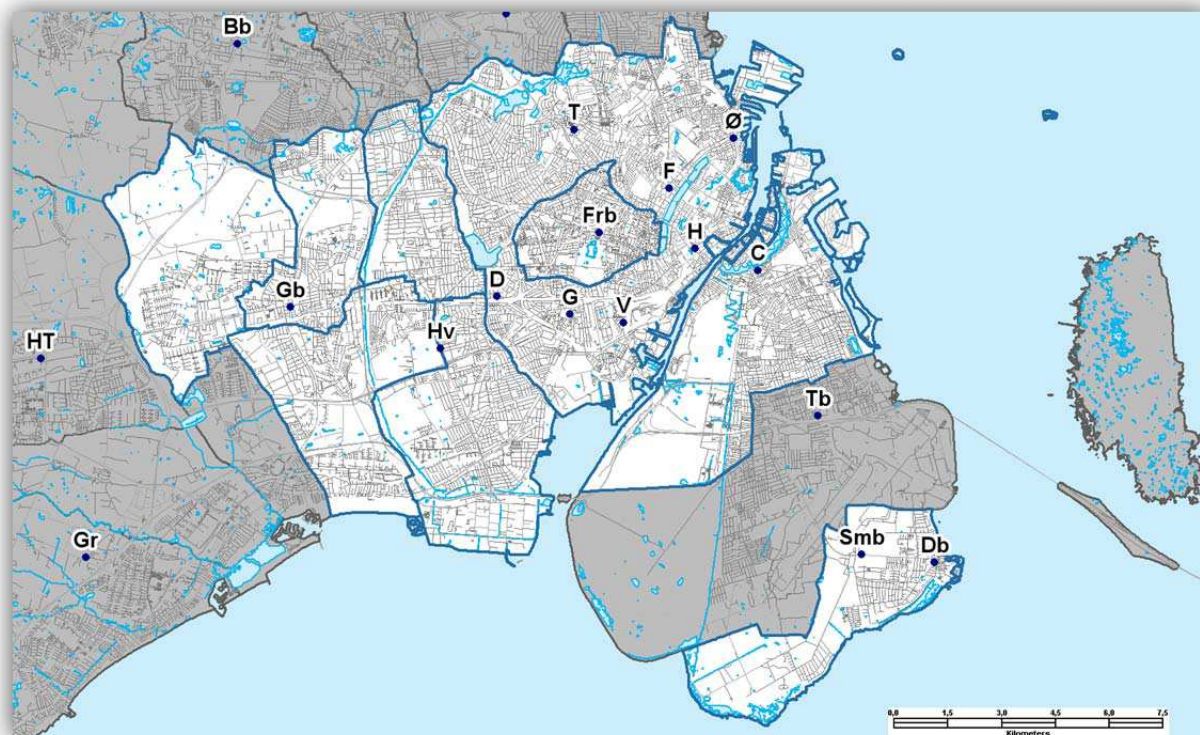 Bb
T
Ø
F
Frb
H
C
D
Gb
G
V
Hv
HT
Tb
Smb
Db
Gr
0,0 1,5 3,0 4,5 6,0 7,5
Kilometers